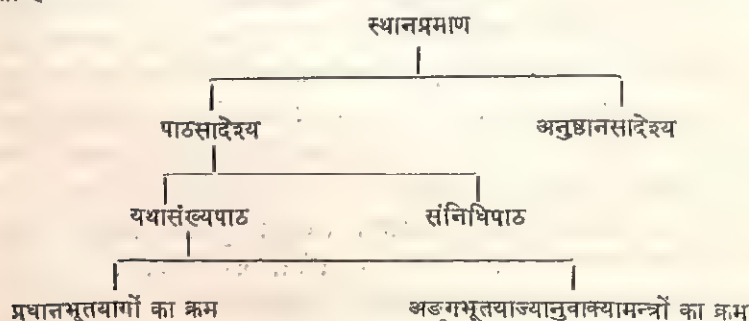 स्थानप्रमाण
पाठसादेश्य अनुष्ठानसादेश्य
यथासंख्यपाठ संनिधिपाठ
प्रधानभूतयागों का क्रम अङ्गभूतयाज्यानुवाक्यामन्त्रों का क्रम